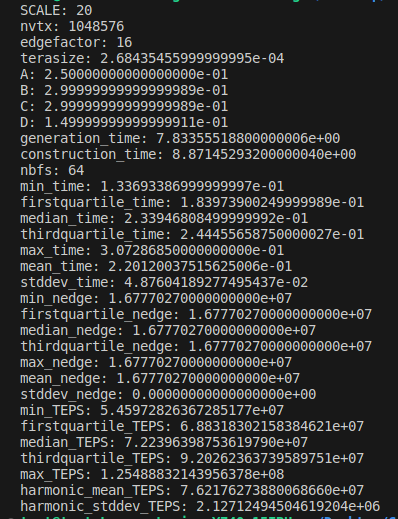 SCALE: 20
nvtx: 1048576
edgefactor: 16
terasize: 2.68435455999999995e-04
A: 2.50000000000000000e-01
B: 2.99999999999999989e-01
C: 2.99999999999999989e-01
D: 1.49999999999999911e-01
generation_time: 7.83355518800000006e+00
construction_time: 8.87145293200000040e+00
nbfs: 64
min_time: 1.33693386999999997e-01
firstquartile_time: 1.83973900249999989e-01
median_time: 2.33946808499999992e-01
thirdquartile_time: 2.44455658750000027e-01
max_time: 3.07286850000000000e-01
mean_time: 2.20120037515625006e-01
stddev_time: 4.87604189277495437e-02
min_nedge: 1.67770270000000000e+07
firstquartile_nedge: 1.67770270000000000e+07
median_nedge: 1.67770270000000000e+07
thirdquartile_nedge: 1.67770270000000000e+07
max_nedge: 1.67770270000000000e+07
mean_nedge: 1.67770270000000000e+07
stddev_nedge: 0.00000000000000000e+00
min_TEPS: 5.45972826367285177e+07
firstquartile_TEPS: 6.88318302158384621e+07
median_TEPS: 7.22396398753619790e+07
thirdquartile_TEPS: 9.20262363739589751e+07
max_TEPS: 1.25488832143956378e+08
harmonic_mean_TEPS: 7.62176273880068660e+07
harmonic_stddev_TEPS: 2.12712494504619204e+06